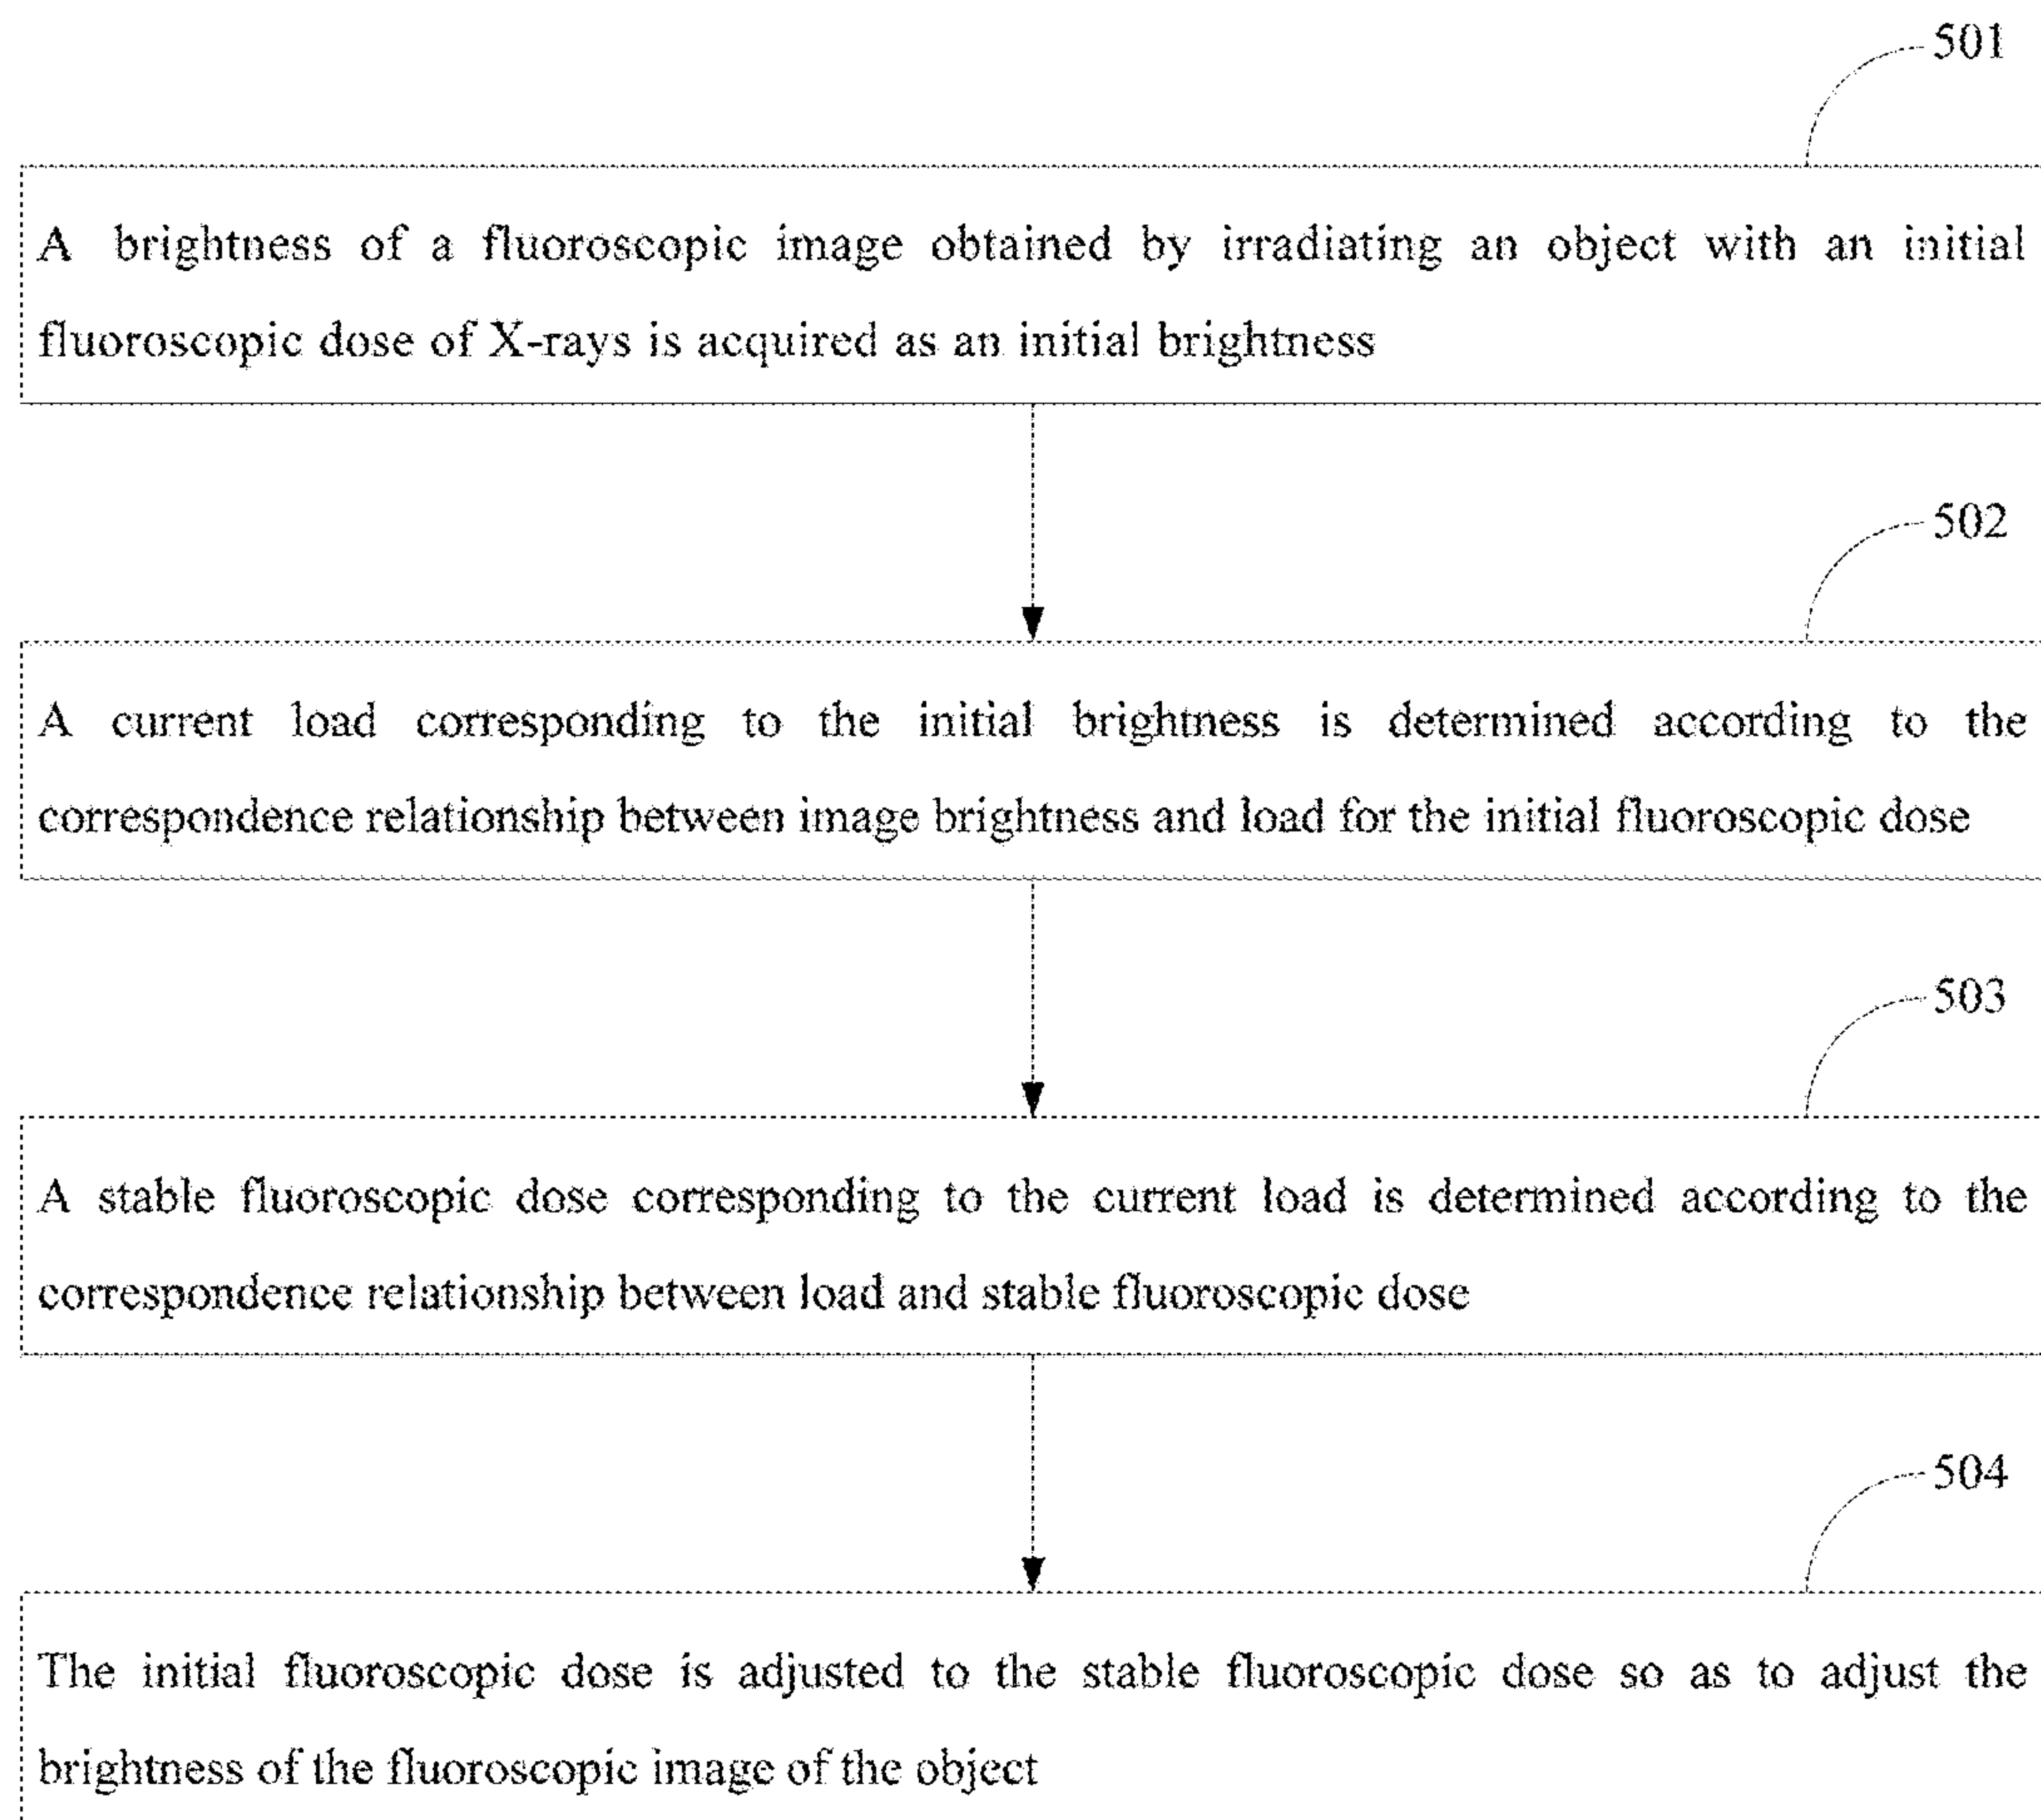 501
A brightness of a fluoroscopic image obtained by irradiating an object with an initial
fluoroscopic dose of X-rays is acquired as an initial brightness
502
A current load corresponding to the initial brightness is determined according to the
correspondence relationship between image brightness and load for the initial fluoroscopic dose
503
A stable fluoroscopic dose corresponding to the current load is determined according to the
correspondence relationship between load and stable fluoroscopic dose
504
The initial fluoroscopic dose is adjusted to the stable fluoroscopic dose so as to adjust the
brightness of the fluoroscopic image of the object